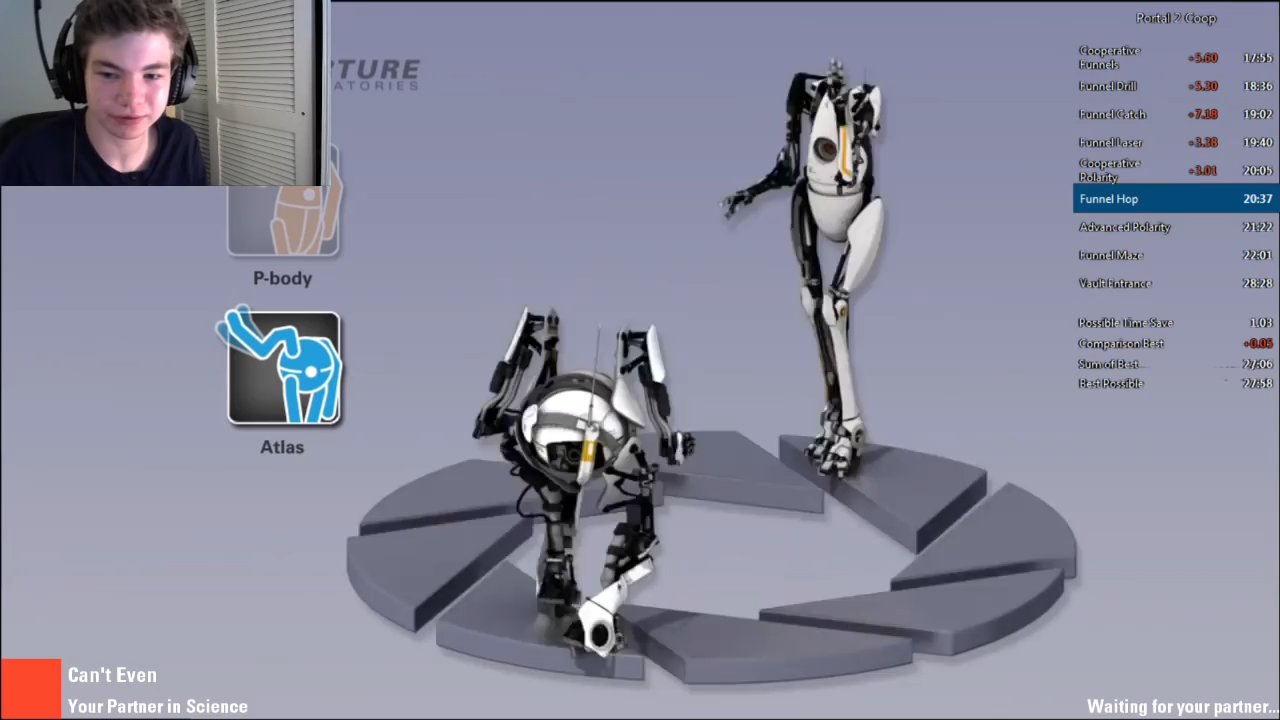 Portal 2 Coop
Cooperative Funnels -5.60 17:55
Funnel Drill -5.30 18:36
Funnel Catch -7.18 19:02
Funnel Laser -3.38 19:40
Cooperative Polarity -3.01 20:05
Funnel Hop 20:37
Advanced Polarity 21:22
Funnel Maze 22:01
Vault Entrance 28:28
Possible Time Save 1:03
Comparison Best +0.05
Sum of Best 27:06
Best Possible 27:58
PTURE
ATORIES
P-body
Atlas
Can't Even
Your Partner in Science
Waiting for your partner...